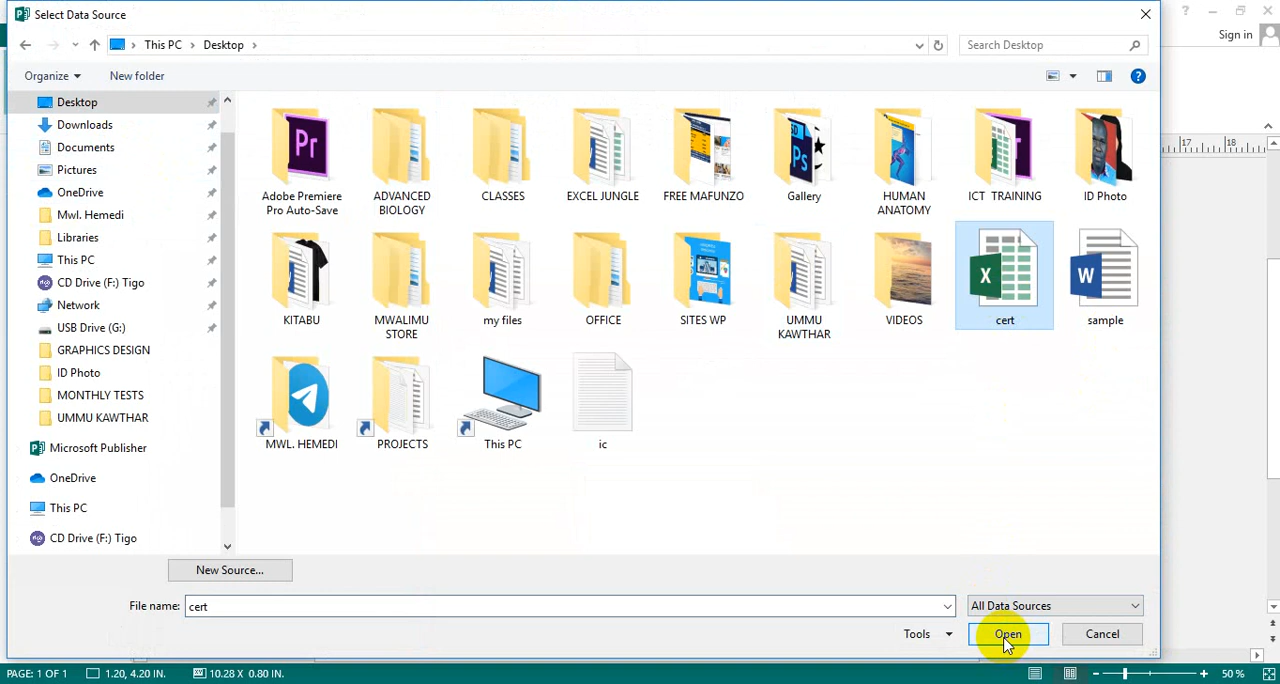 Select Data Source
Sign in
This PC
Desktop
Search Desktop
Organize
New folder
17
18
Desktop
Downloads
Documents
Pictures
OneDrive
Mwl. Hemedi
Libraries
This PC
CD Drive (F:) Tigo
Network
USB Drive (G:)
GRAPHICS DESIGN
ID Photo
MONTHLY TESTS
UMMU KAWTHAR
Microsoft Publisher
OneDrive
This PC
CD Drive (F:) Tigo
Pr
Adobe Premiere
Pro Auto-Save
ADVANCED
BIOLOGY
CLASSES
EXCEL JUNGLE
FREE MAFUNZO
Ps
Gallery
HUMAN
ANATOMY
ICT TRAINING
ID Photo
KITABU
MWALIMU
STORE
my files
OFFICE
SITES WP
UMMU
KAWTHAR
VIDEOS
X
cert
W
sample
MWL. HEMEDI
PROJECTS
This PC
ic
New Source...
File name:
cert
All Data Sources
Tools
Open
Cancel
PAGE: 1 OF 1
1.20, 4.20 IN.
10.28 X 0.80 IN.
50 %